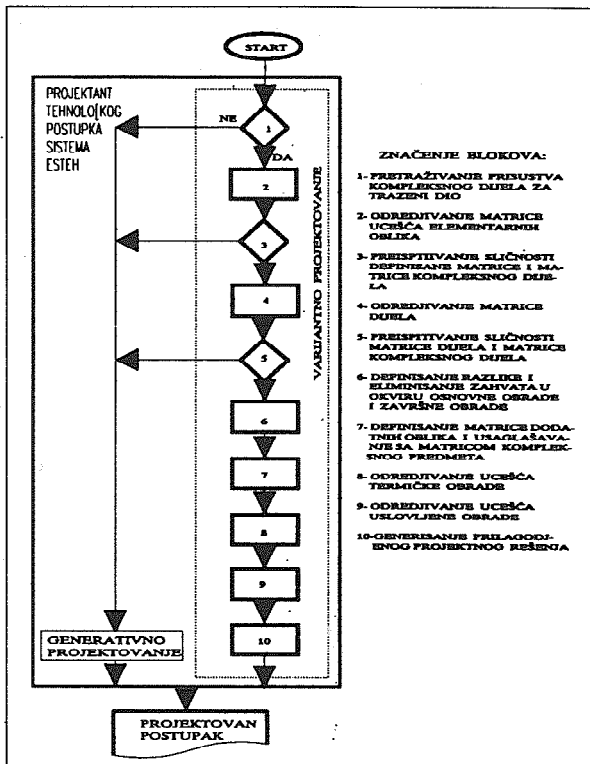 START
PROJEKTANT
TEHNOLO[KOG
POSTUPKA
SISTEMA
ESTEH
NE
1
DA
2
3
4
5
6
7
8
9
10
VARIJANTNO PROJEKTOVANJE
GENERATIVNO
PROJEKTOVANJE
PROJEKTOVAN
POSTUPAK
ZNAČENJE BLOKOVA:
1- PRETRAŽIVANJE PRISUSTVA
KOMPLEKSNOG DIJELA ZA
TRAZENI DIO
2- ODREDJIVANJE MATRICE
UCEŠĆA ELEMENTARNIH
OBLIKA
3- PREISPITIVANJE SLIČNOSTI
DEFINISANE MATRICE I MA-
TRICE KOMPLEKSNOG DIJE-
LA
4- ODREDJIVANJE MATRICE
DIJELA
5- PREISPITIVANJE SLIČNOSTI
MATRICE DIJELA I MATRICE
KOMPLEKSNOG DIJELA
6- DEFINISANJE RAZLIKE I
ELIMINISANJE ZAHVATA U
OKVIRU OSNOVNE OBRADE
I ZAVRŠNE OBRADE
7- DEFINISANJE MATRICE DODA-
TNIH OBLIKA I USAGLAŠAVA-
NJE SA MATRICOM KOMPLEK-
SNOG PREDMETA
8- ODREDJIVANJE UCEŠĆA
TERMIČKE OBRADE
9- ODREDJIVANJE UCEŠĆA
USLOVLJENE OBRADE
10-GENERISANJE PRILAGODJ-
ENOG PROJEKTNOG REŠENJA